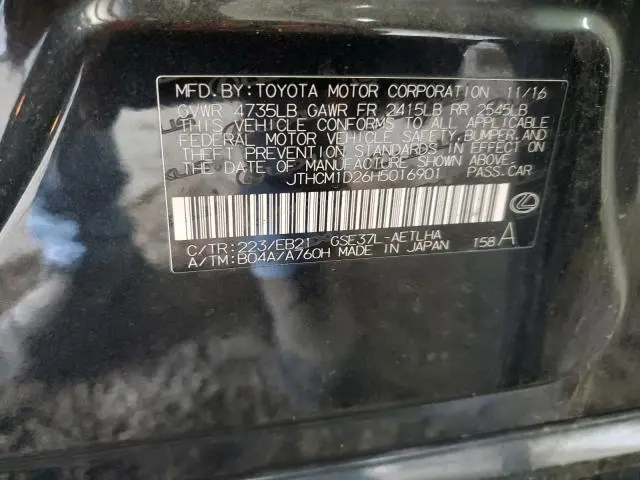 MFD. BY: TOYOTA MOTOR CORPORATION 11/16
GVWR 4735LB GAWR FR 2415LB RR 2545LB
THIS VEHICLE CONFORMS TO ALL APPLICABLE
FEDERAL MOTOR VEHICLE SAFETY, BUMPER, AND
THEFT PREVENTION STANDARDS IN EFFECT ON
THE DATE OF MANUFACTURE SHOWN ABOVE.
JTHCM1D26H5016901 PASS. CAR
C/TR: 223/EB21 GSE37L-AETLHA
A/TM: B04A/A760H MADE IN JAPAN 158 A